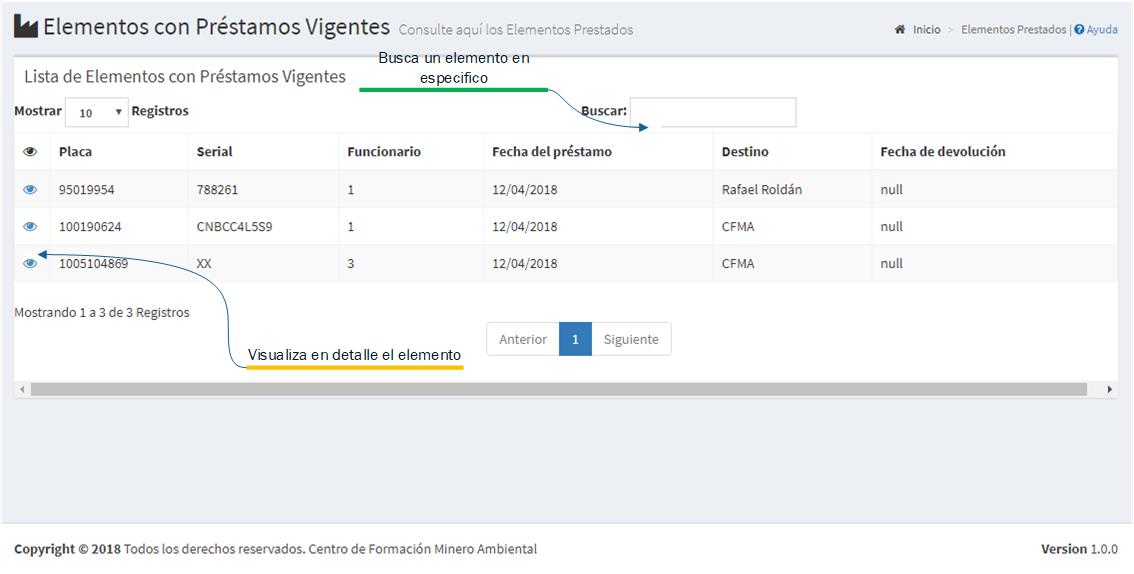 Elementos con Préstamos Vigentes Consulte aquí los Elementos Prestados
Inicio > Elementos Prestados | Ayuda
Busca un elemento en
especifico
Lista de Elementos con Préstamos Vigentes
Mostrar 10 Registros
Buscar:
Placa Serial Funcionario Fecha del préstamo Destino Fecha de devolución
95019954 788261 1 12/04/2018 Rafael Roldán null
100190624 CNBCC4L5S9 1 12/04/2018 CFMA null
1005104869 XX 3 12/04/2018 CFMA null
Mostrando 1 a 3 de 3 Registros
Anterior 1 Siguiente
Visualiza en detalle el elemento
Copyright © 2018 Todos los derechos reservados. Centro de Formación Minero Ambiental
Version 1.0.0